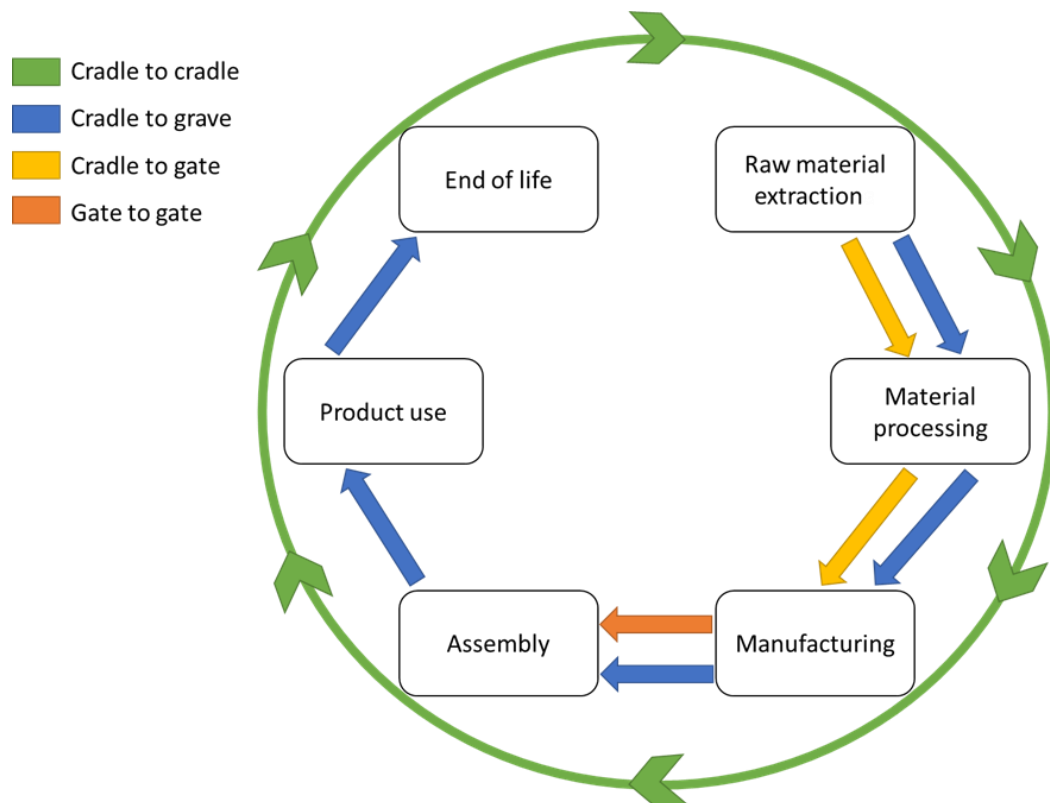 Cradle to cradle
Cradle to grave
Cradle to gate
Gate to gate
End of life
Raw material
extraction
Product use
Material
processing
Assembly
Manufacturing